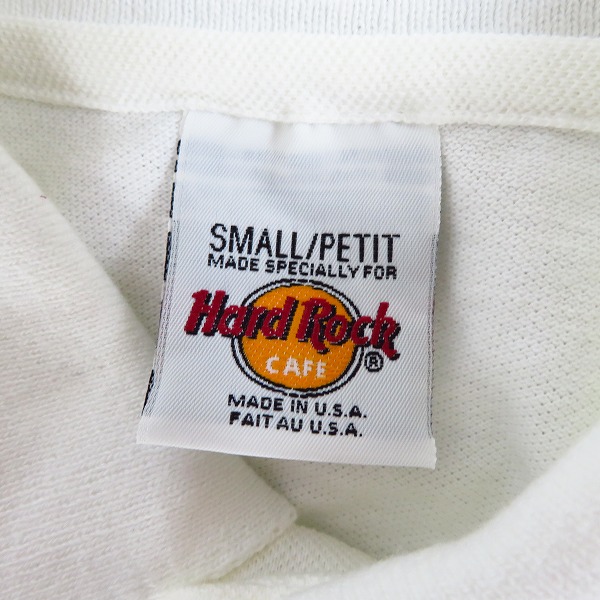 SMALL/PETIT
MADE SPECIALLY FOR
Hard Rock
CAFE ®
MADE IN U.S.A.
FAIT AU U.S.A.